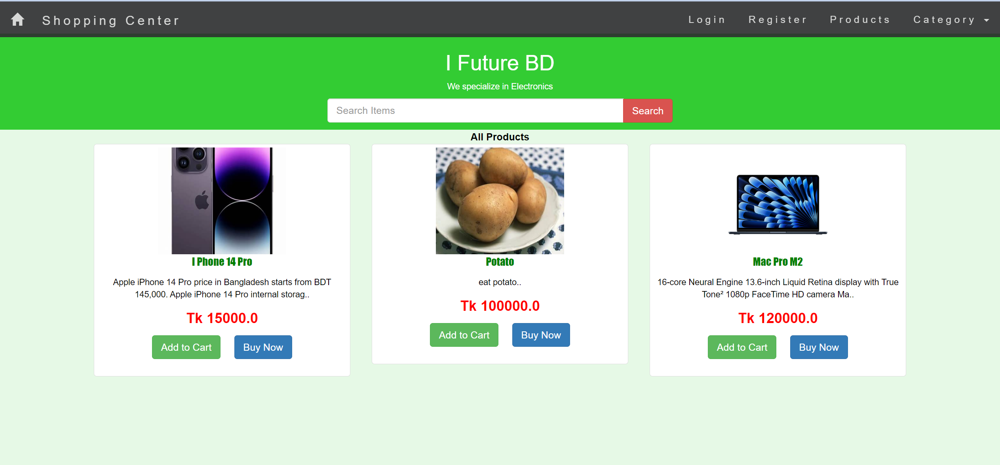 Shopping Center
Login
Register
Products
Category
I Future BD
We specialize in Electronics
Search Items
Search
All Products
I Phone 14 Pro
Apple iPhone 14 Pro price in Bangladesh starts from BDT
145,000. Apple iPhone 14 Pro internal storag..
Tk 15000.0
Add to Cart
Buy Now
Potato
eat potato..
Tk 100000.0
Add to Cart
Buy Now
Mac Pro M2
16-core Neural Engine 13.6-inch Liquid Retina display with True
Tone² 1080p FaceTime HD camera Ma..
Tk 120000.0
Add to Cart
Buy Now